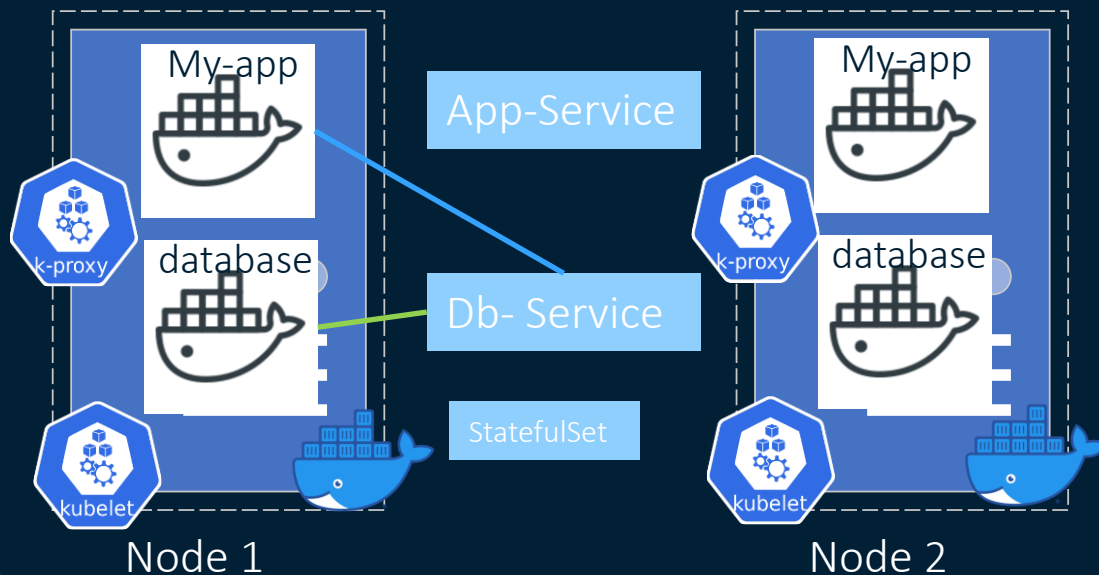 My-app
k-proxy
database
kubelet
Node 1
App-Service
Db- Service
StatefulSet
My-app
k-proxy
database
kubelet
Node 2